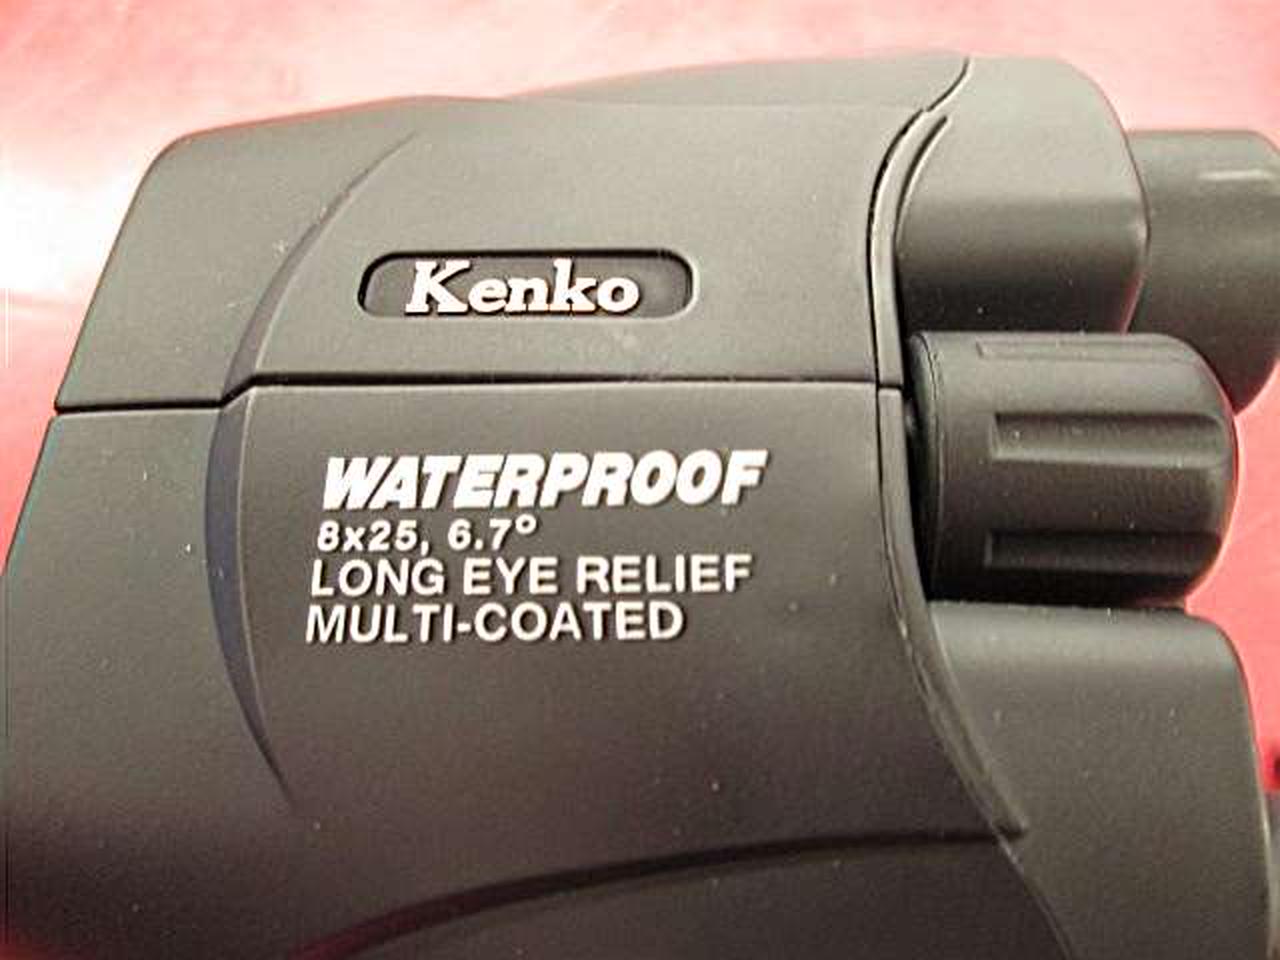 Kenko
WATERPROOF
8x25, 6.7°
LONG EYE RELIEF
MULTI-COATED